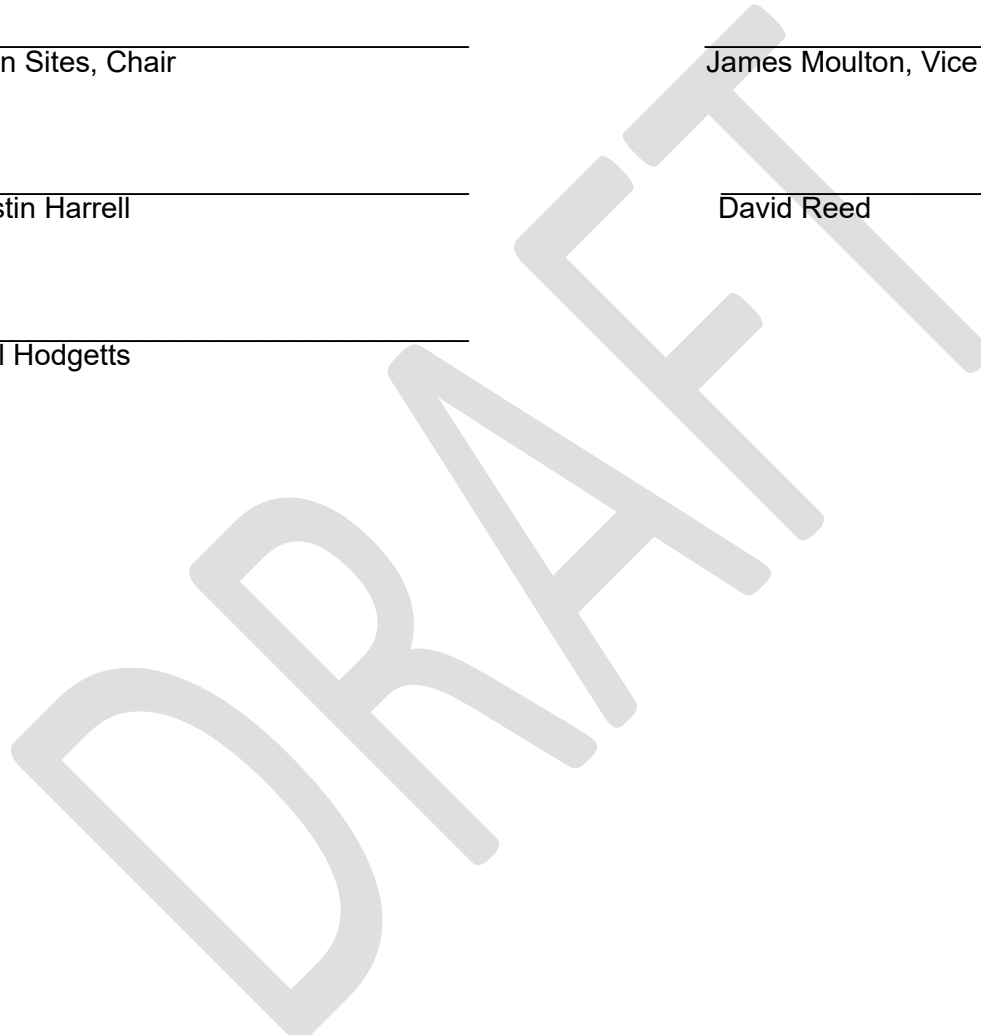 n Sites, Chair James Moulton, Vice
stin Harrell David Reed
l Hodgetts
DRAFT